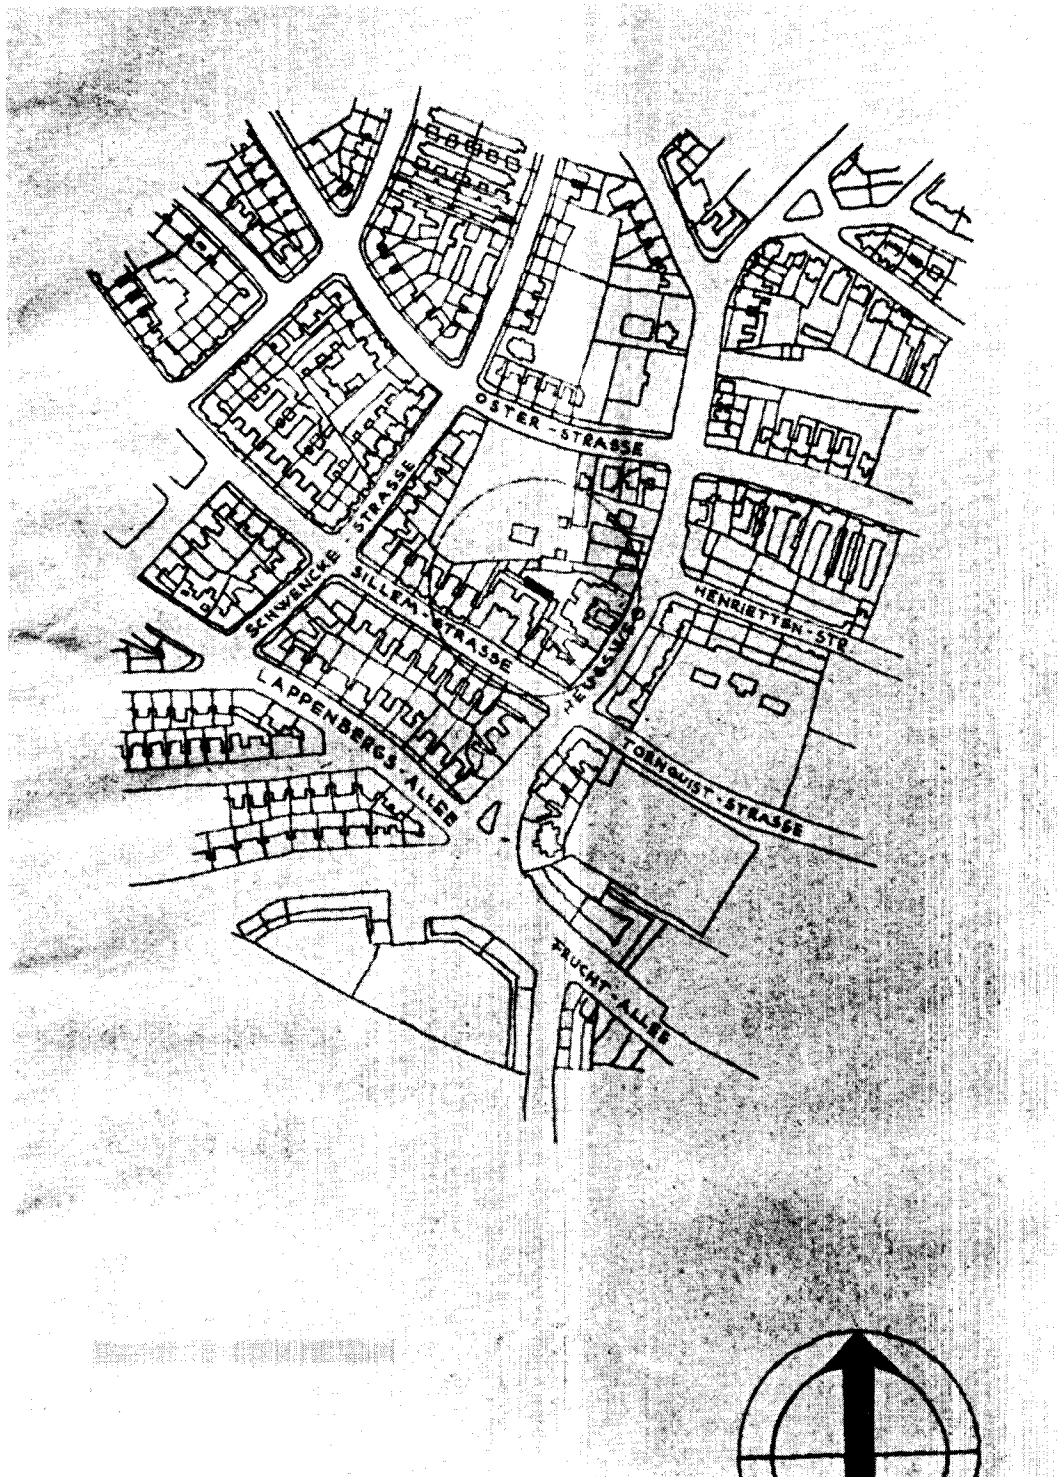 OSTER-STRASSE
SCHWENCKE-STRASSE
SILLEM-STRASSE
HENRIETTEN-STR.
HEUSSWEG
LAPPENBERGS-ALLEE
TORNQUIST-STRASSE
FRUCHT-ALLEE